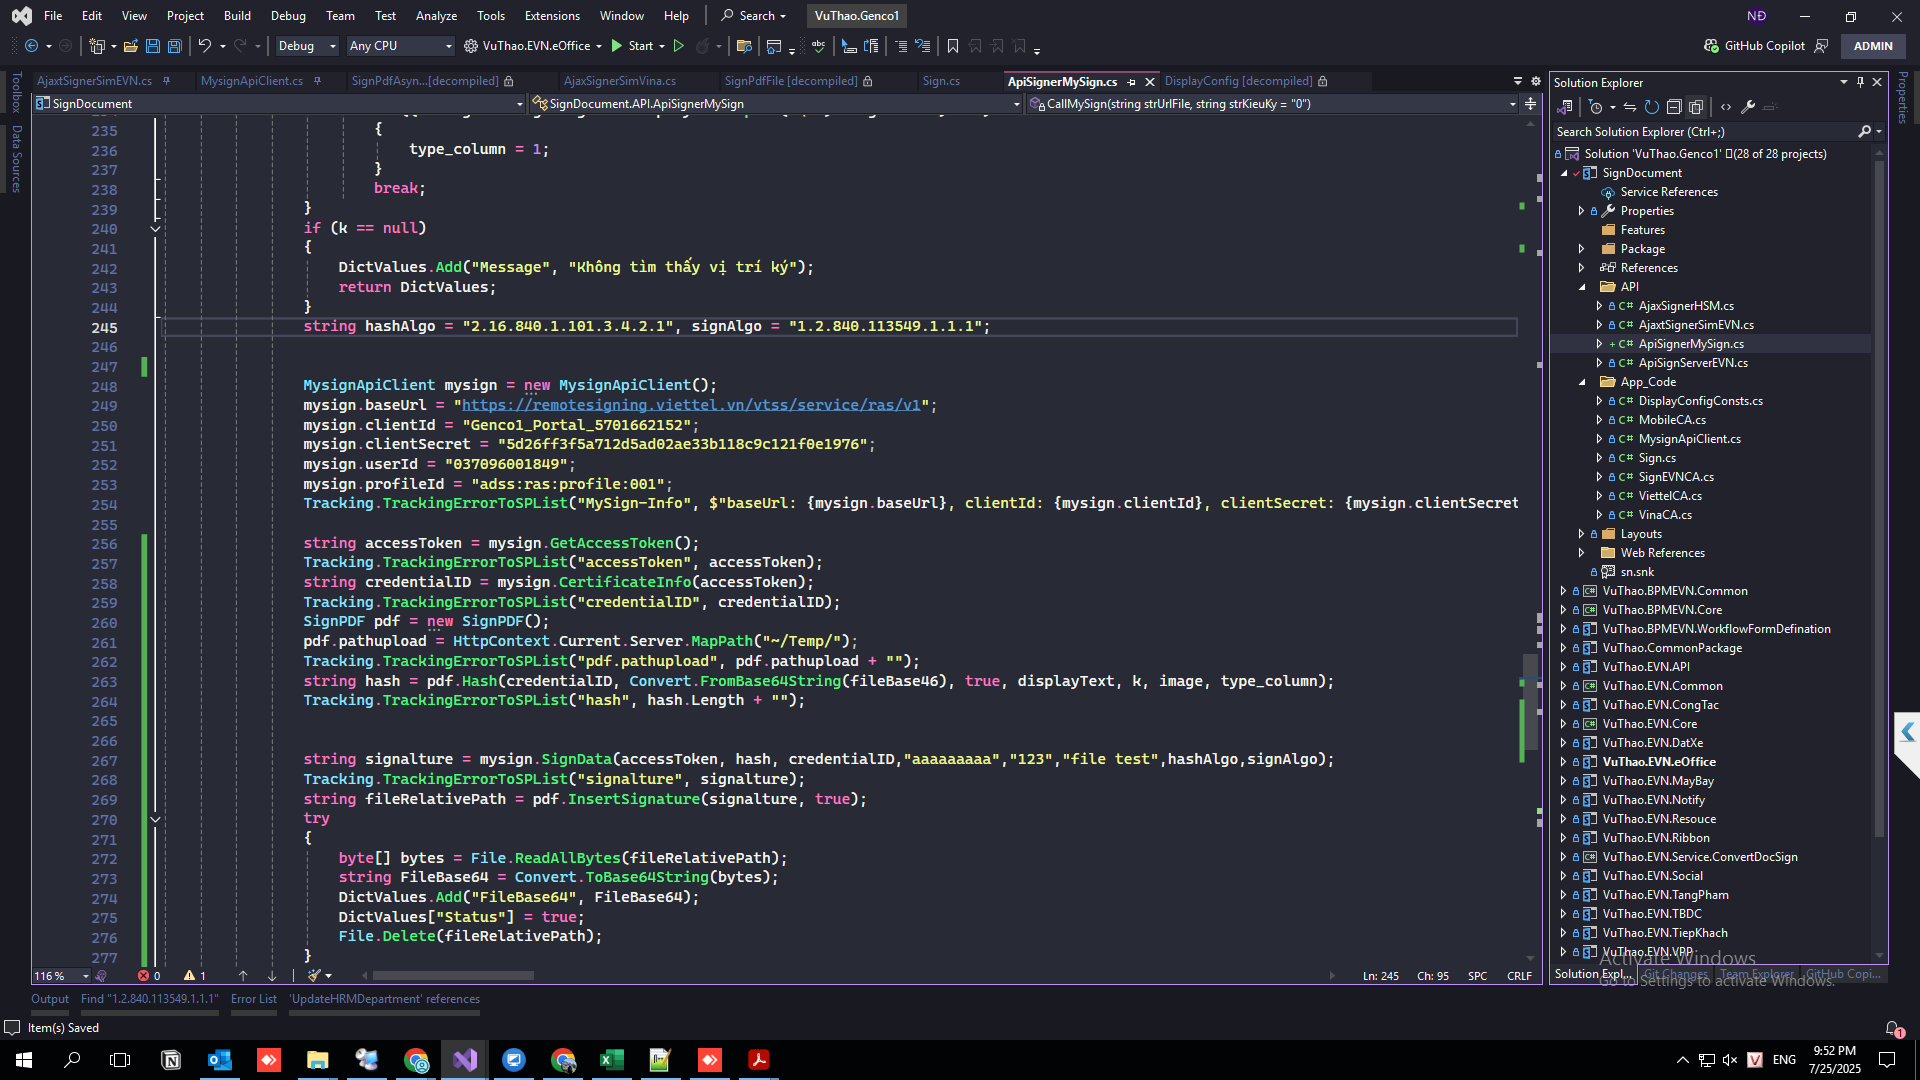 File Edit View Project Build Debug Team Test Analyze Tools Extensions Window Help Search VuThao.Genco1 NĐ
Debug Any CPU VuThao.EVN.eOffice Start GitHub Copilot ADMIN
Toolbox
Data Sources
AjaxtSignerSimEVN.cs MysignApiClient.cs SignPdfAsyn...[decompiled] AjaxSignerSimVina.cs SignPdfFile [decompiled] Sign.cs ApiSignerMySign.cs DisplayConfig [decompiled]
SignDocument SignDocument.API.ApiSignerMySign CallMySign(string strUrlFile, string strKieuKy = "0")
235 {
236 type_column = 1;
237 }
238 break;
239 }
240 if (k == null)
241 {
242 DictValues.Add("Message", "Không tìm thấy vị trí ký");
243 return DictValues;
244 }
245 string hashAlgo = "2.16.840.1.101.3.4.2.1", signAlgo = "1.2.840.113549.1.1.1";
246
247
248 MysignApiClient mysign = new MysignApiClient();
249 mysign.baseUrl = "https://remotesigning.viettel.vn/vtss/service/ras/v1";
250 mysign.clientId = "Genco1_Portal_5701662152";
251 mysign.clientSecret = "5d26ff3f5a712d5ad02ae33b118c9c121f0e1976";
252 mysign.userId = "037096001849";
253 mysign.profileId = "adss:ras:profile:001";
254 Tracking.TrackingErrorToSPList("MySign-Info", $"baseUrl: {mysign.baseUrl}, clientId: {mysign.clientId}, clientSecret: {mysign.clientSecret
255
256 string accessToken = mysign.GetAccessToken();
257 Tracking.TrackingErrorToSPList("accessToken", accessToken);
258 string credentialID = mysign.CertificateInfo(accessToken);
259 Tracking.TrackingErrorToSPList("credentialID", credentialID);
260 SignPDF pdf = new SignPDF();
261 pdf.pathupload = HttpContext.Current.Server.MapPath("~/Temp/");
262 Tracking.TrackingErrorToSPList("pdf.pathupload", pdf.pathupload + "");
263 string hash = pdf.Hash(credentialID, Convert.FromBase64String(fileBase46), true, displayText, k, image, type_column);
264 Tracking.TrackingErrorToSPList("hash", hash.Length + "");
265
266
267 string signalture = mysign.SignData(accessToken, hash, credentialID,"aaaaaaaaa","123","file test",hashAlgo,signAlgo);
268 Tracking.TrackingErrorToSPList("signalture", signalture);
269 string fileRelativePath = pdf.InsertSignature(signalture, true);
270 try
271 {
272 byte[] bytes = File.ReadAllBytes(fileRelativePath);
273 string FileBase64 = Convert.ToBase64String(bytes);
274 DictValues.Add("FileBase64", FileBase64);
275 DictValues["Status"] = true;
276 File.Delete(fileRelativePath);
277 }
116 % 0 1 Ln: 245 Ch: 95 SPC CRLF
Output Find "1.2.840.113549.1.1.1" Error List 'UpdateHRMDepartment' references
Item(s) Saved
Solution Explorer
Search Solution Explorer (Ctrl+;)
Solution 'VuThao.Genco1' (28 of 28 projects)
SignDocument
Service References
Properties
Features
Package
References
API
C# AjaxSignerHSM.cs
C# AjaxtSignerSimEVN.cs
+ C# ApiSignerMySign.cs
C# ApiSignServerEVN.cs
App_Code
C# DisplayConfigConsts.cs
C# MobileCA.cs
C# MysignApiClient.cs
C# Sign.cs
C# SignEVNCA.cs
C# ViettelCA.cs
C# VinaCA.cs
Layouts
Web References
sn.snk
VuThao.BPMEVN.Common
VuThao.BPMEVN.Core
VuThao.BPMEVN.WorkflowFormDefination
VuThao.CommonPackage
VuThao.EVN.API
VuThao.EVN.Common
VuThao.EVN.CongTac
VuThao.EVN.Core
VuThao.EVN.DatXe
VuThao.EVN.eOffice
VuThao.EVN.MayBay
VuThao.EVN.Notify
VuThao.EVN.Resouce
VuThao.EVN.Ribbon
VuThao.EVN.Service.ConvertDocSign
VuThao.EVN.Social
VuThao.EVN.TangPham
VuThao.EVN.TBDC
VuThao.EVN.TiepKhach
VuThao.EVN.VPP
Solution Expl... Git Changes Team Explorer GitHub Copi...
Activate Windows
Go to Settings to activate Windows.
Properties
ENG
9:52 PM
7/25/2025